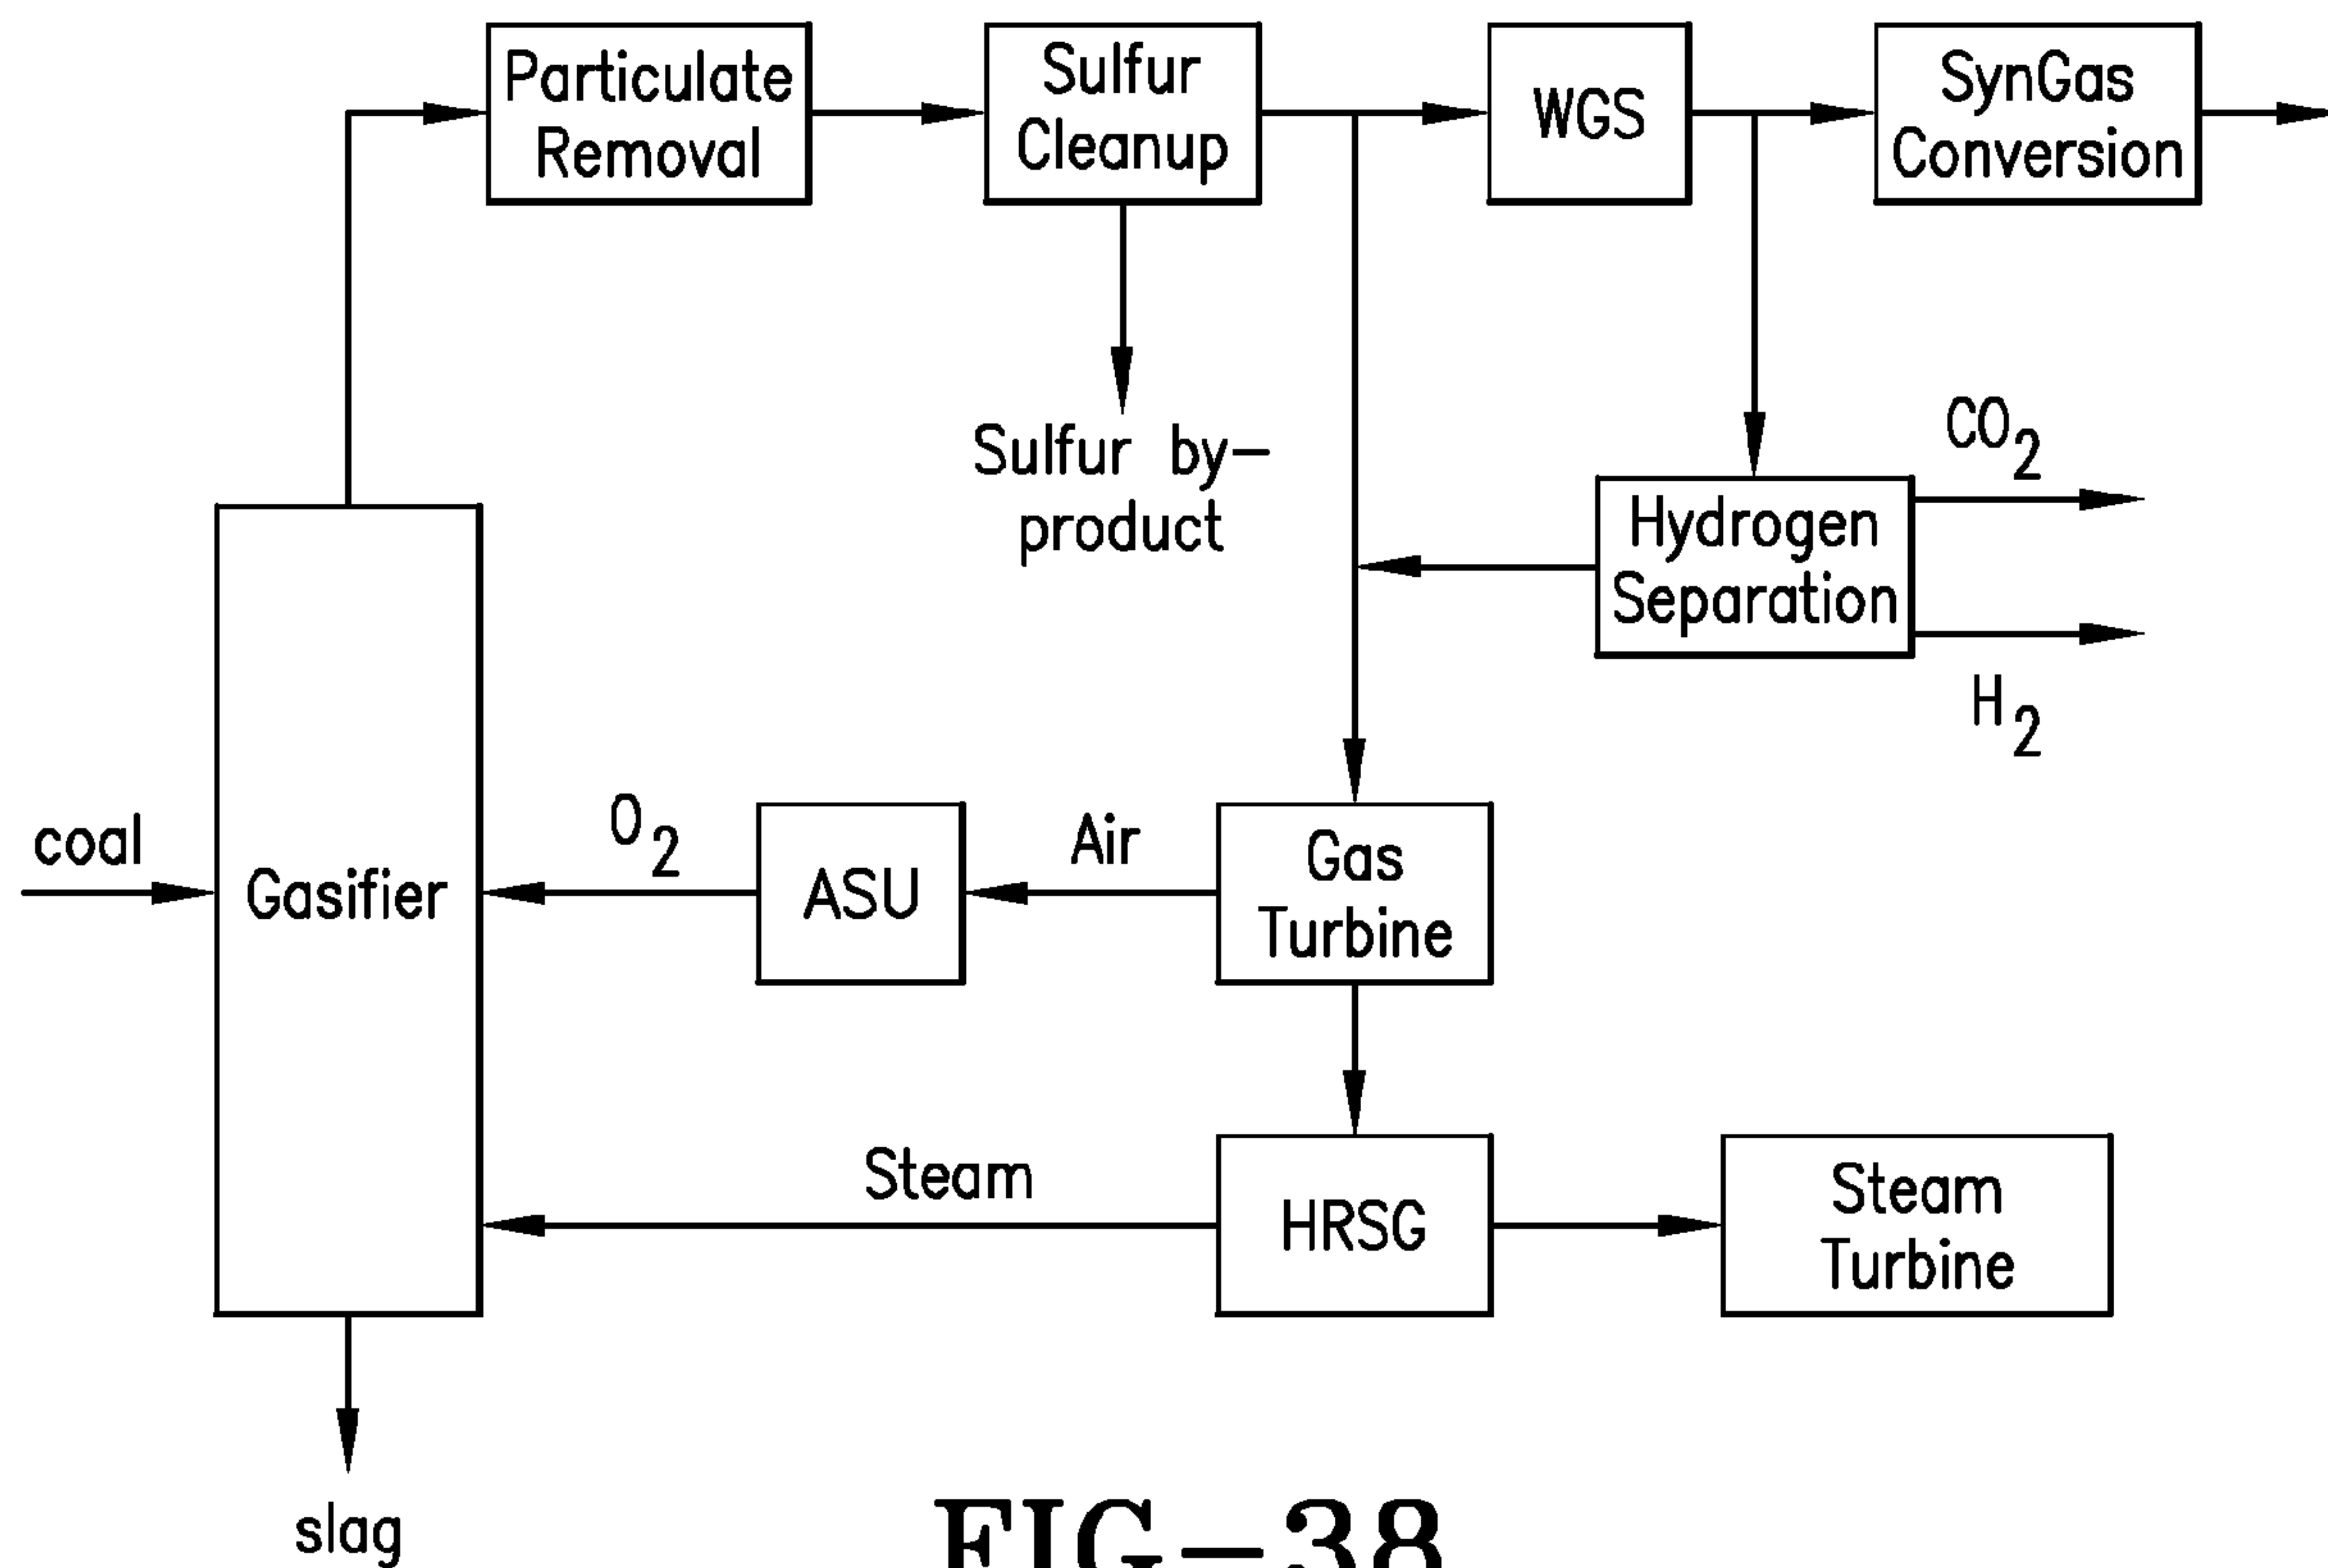 Particulate
Removal
Sulfur
Cleanup
WGS
SynGas
Conversion
Sulfur by-
product
CO2
Hydrogen
Separation
H2
coal
Gasifier
O2
ASU
Air
Gas
Turbine
Steam
HRSG
Steam
Turbine
slag
FIG-38